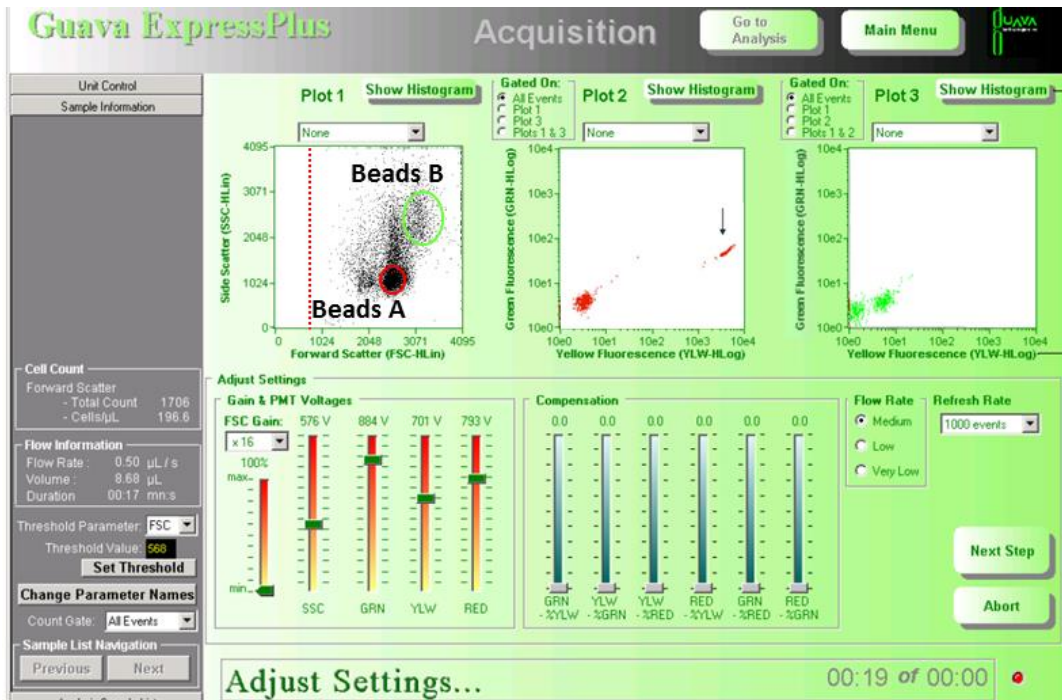 Guava ExpressPlus
Acquisition
Go to Analysis
Main Menu
GUAVA
Unit Control
Sample Information
Plot 1
Show Histogram
None
4095
3071
2048
1024
0
Side Scatter (SSC-HLin)
Beads B
Beads A
0 1024 2048 3071 4095
Forward Scatter (FSC-HLin)
Gated On:
All Events
Plot 1
Plot 3
Plots 1 & 3
Plot 2
Show Histogram
None
10e4
10e3
10e2
10e1
10e0
Green Fluorescence (GRN-HLog)
10e0 10e1 10e2 10e3 10e4
Yellow Fluorescence (YLW-HLog)
Gated On:
All Events
Plot 1
Plot 2
Plots 1 & 2
Plot 3
Show Histogram
None
10e4
10e3
10e2
10e1
10e0
Green Fluorescence (GRN-HLog)
10e0 10e1 10e2 10e3 10e4
Yellow Fluorescence (YLW-HLog)
Cell Count
Forward Scatter
- Total Count 1706
- Cells/µL 196.6
Flow Information
Flow Rate : 0.50 µL / s
Volume : 8.68 µL
Duration 00:17 mn:s
Threshold Parameter: FSC
Threshold Value: 568
Set Threshold
Change Parameter Names
Count Gate: All Events
Sample List Navigation
Previous Next
Adjust Settings
Gain & PMT Voltages
FSC Gain: 576 V 884 V 701 V 793 V
x 16
100%
max
min
SSC GRN YLW RED
Compensation
0.0 0.0 0.0 0.0 0.0 0.0
GRN YLW YLW RED GRN RED
- %YLW - %GRN - %RED - %YLW - %RED - %GRN
Flow Rate
Medium
Low
Very Low
Refresh Rate
1000 events
Next Step
Abort
Adjust Settings...
00:19 of 00:00